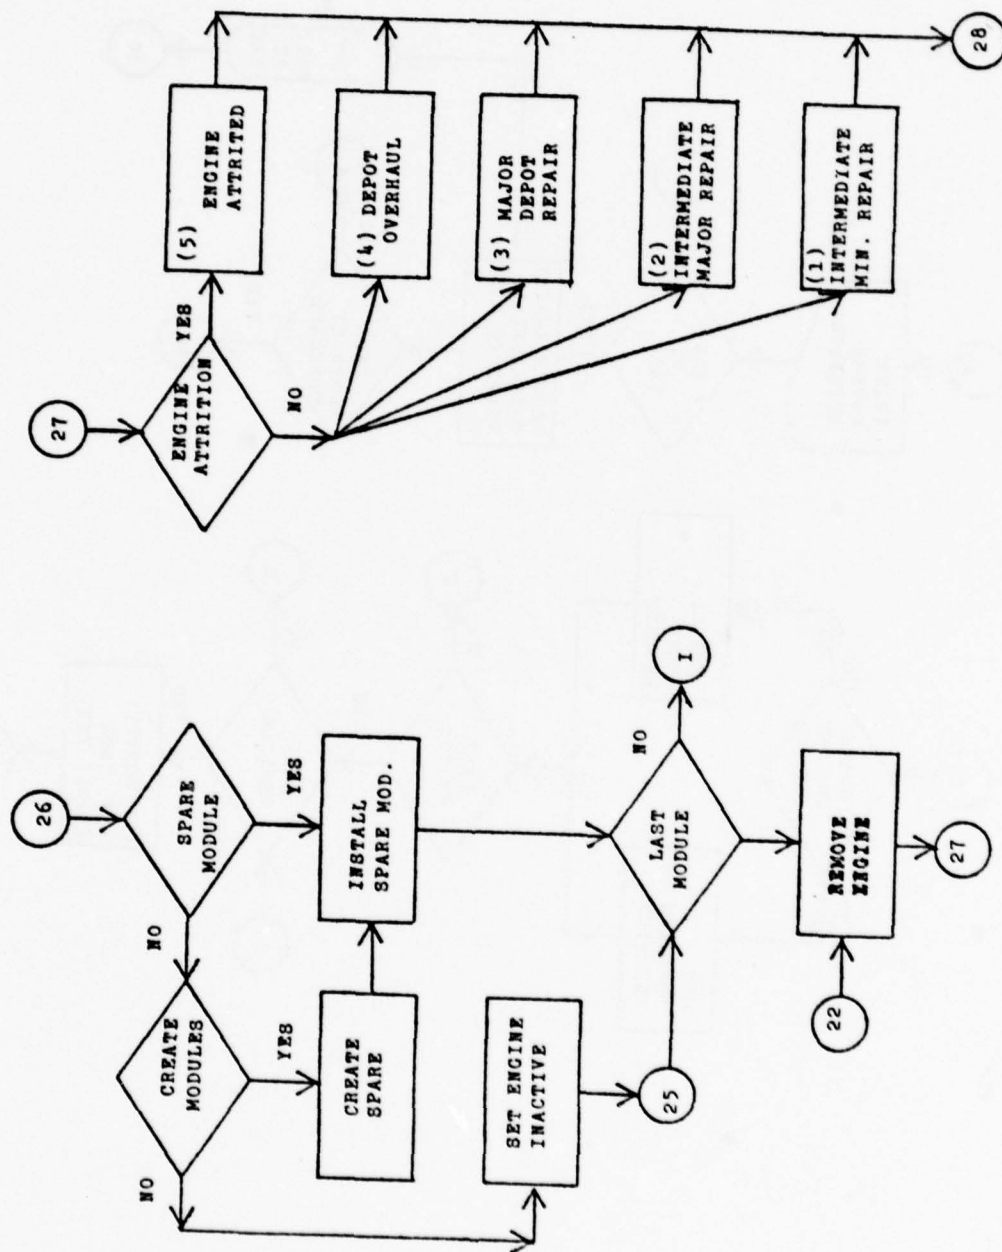 26
SPARE
MODULE
NO
YES
CREATE
MODULES
NO
YES
CREATE
SPARE
INSTALL
SPARE MOD.
SET ENGINE
INACTIVE
25
LAST
MODULE
NO
I
22
REMOVE
ENGINE
27
27
ENGINE
ATTRITION
YES
NO
(5) ENGINE
ATTRITED
(4) DEPOT
OVERHAUL
(3) MAJOR
DEPOT
REPAIR
(2)
INTERMEDIATE
MAJOR REPAIR
(1)
INTERMEDIATE
MIN. REPAIR
28